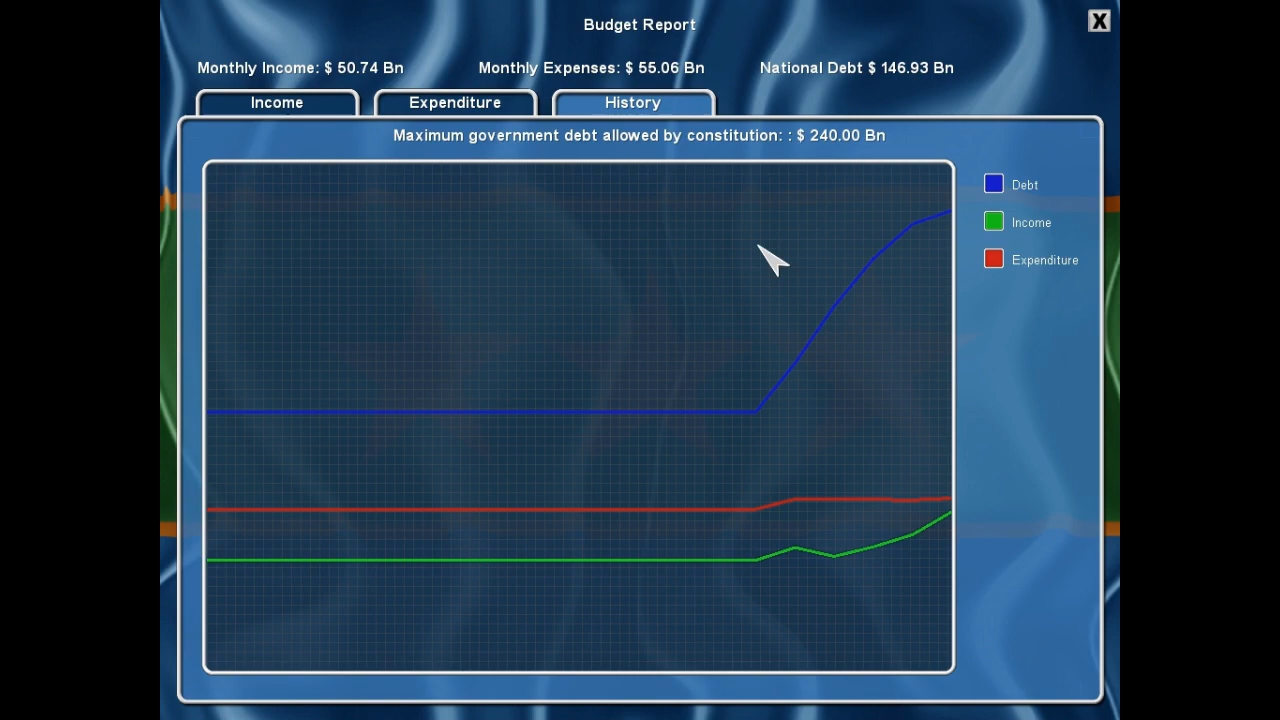 Budget Report
X
Monthly Income: $ 50.74 Bn Monthly Expenses: $ 55.06 Bn National Debt $ 146.93 Bn
Income Expenditure History
Maximum government debt allowed by constitution: : $ 240.00 Bn
Debt
Income
Expenditure